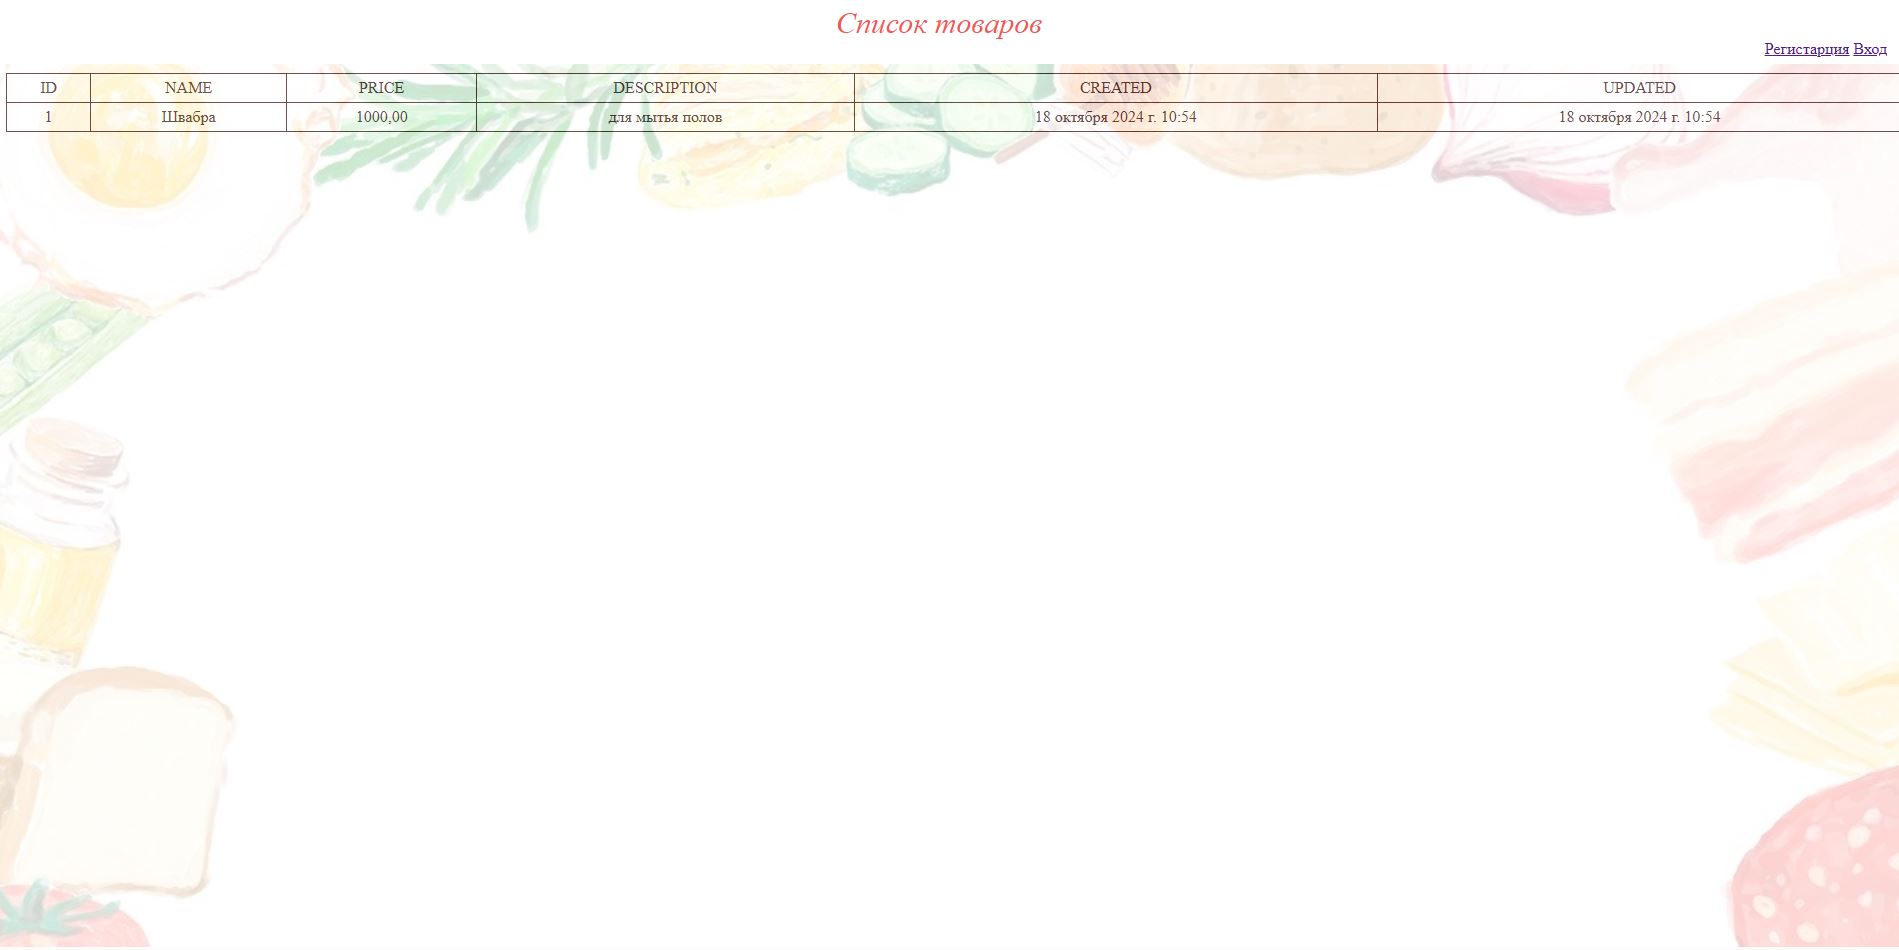 Список товаров
Регистарция Вход
ID NAME PRICE DESCRIPTION CREATED UPDATED
1 Швабра 1000,00 для мытья полов 18 октября 2024 г. 10:54 18 октября 2024 г. 10:54